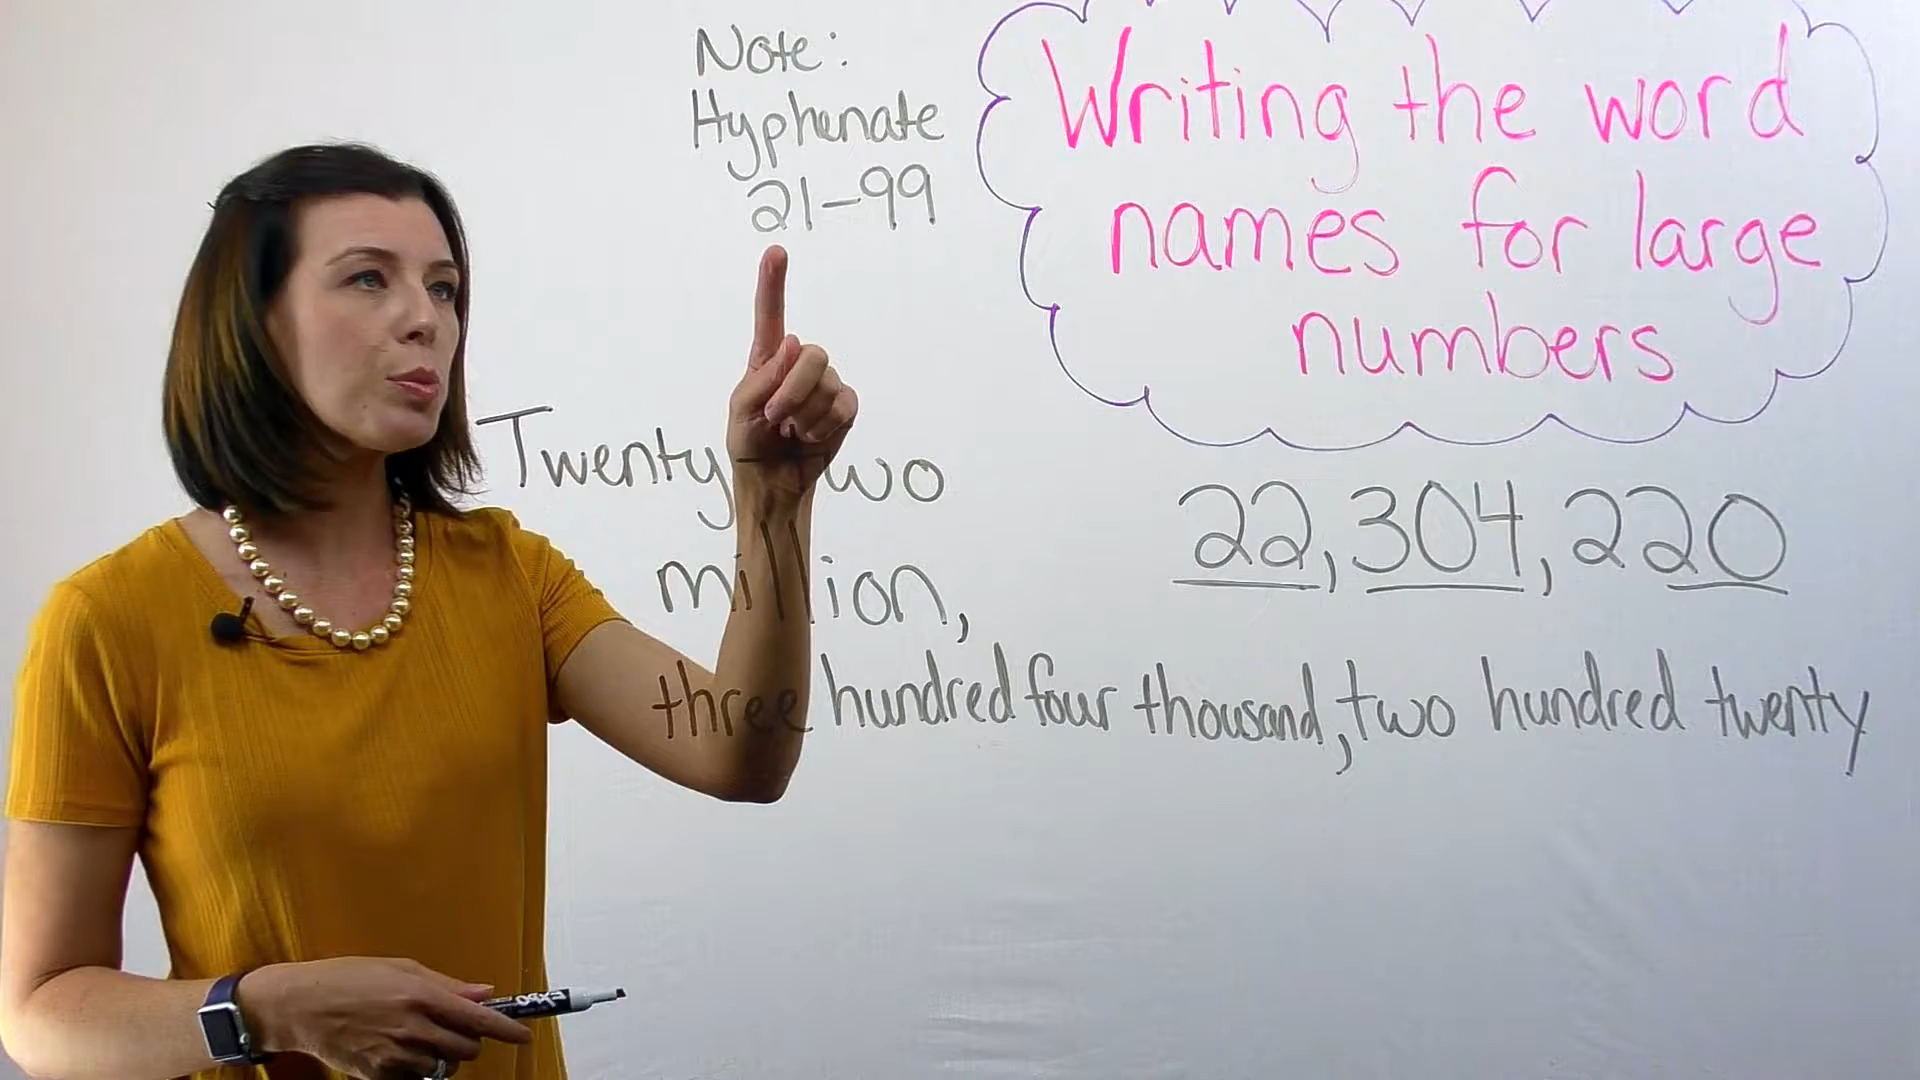 Note:
Hyphenate
21-99
Writing the word
names for large
numbers
Twenty-two
million,
three hundred four thousand, two hundred twenty
22,304,220
EXPO